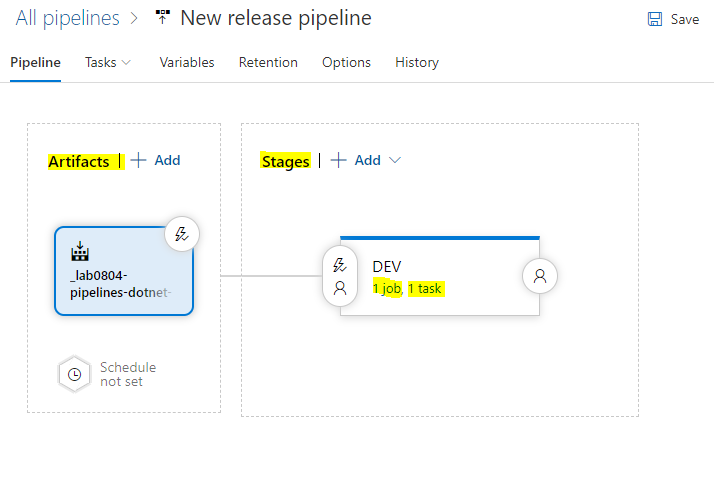 All pipelines > New release pipeline
Save
Pipeline Tasks Variables Retention Options History
Artifacts | + Add
Stages | + Add
_lab0804-
pipelines-dotnet-
DEV
1 job, 1 task
Schedule
not set